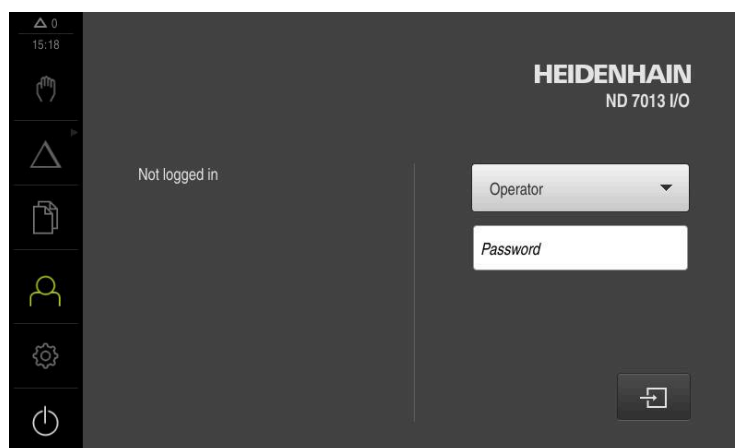 0
15:18
HEIDENHAIN
ND 7013 I/O
Not logged in
Operator
Password